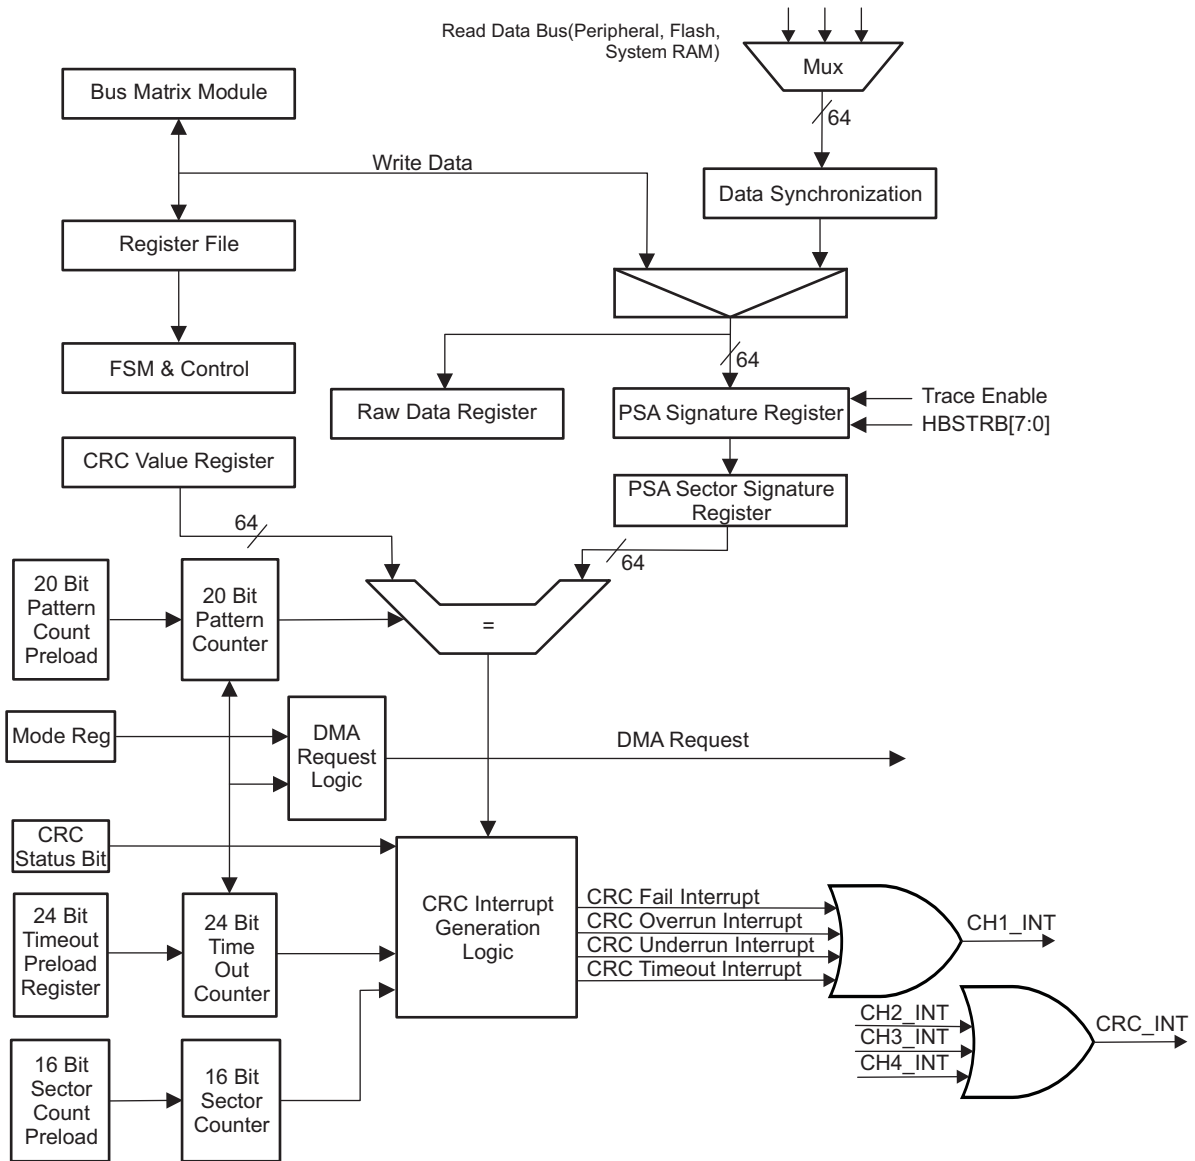 Read Data Bus(Peripheral, Flash,
System RAM)
Mux
Bus Matrix Module
64
Write Data
Data Synchronization
Register File
64
FSM & Control
Raw Data Register
PSA Signature Register
Trace Enable
HBSTRB[7:0]
CRC Value Register
PSA Sector Signature
Register
64
64
20 Bit
Pattern
Count
Preload
20 Bit
Pattern
Counter
=
Mode Reg
DMA
Request
Logic
DMA Request
CRC
Status Bit
24 Bit
Timeout
Preload
Register
24 Bit
Time
Out
Counter
CRC Interrupt
Generation
Logic
CRC Fail Interrupt
CRC Overrun Interrupt
CRC Underrun Interrupt
CRC Timeout Interrupt
CH1_INT
CH2_INT
CH3_INT
CH4_INT
CRC_INT
16 Bit
Sector
Count
Preload
16 Bit
Sector
Counter